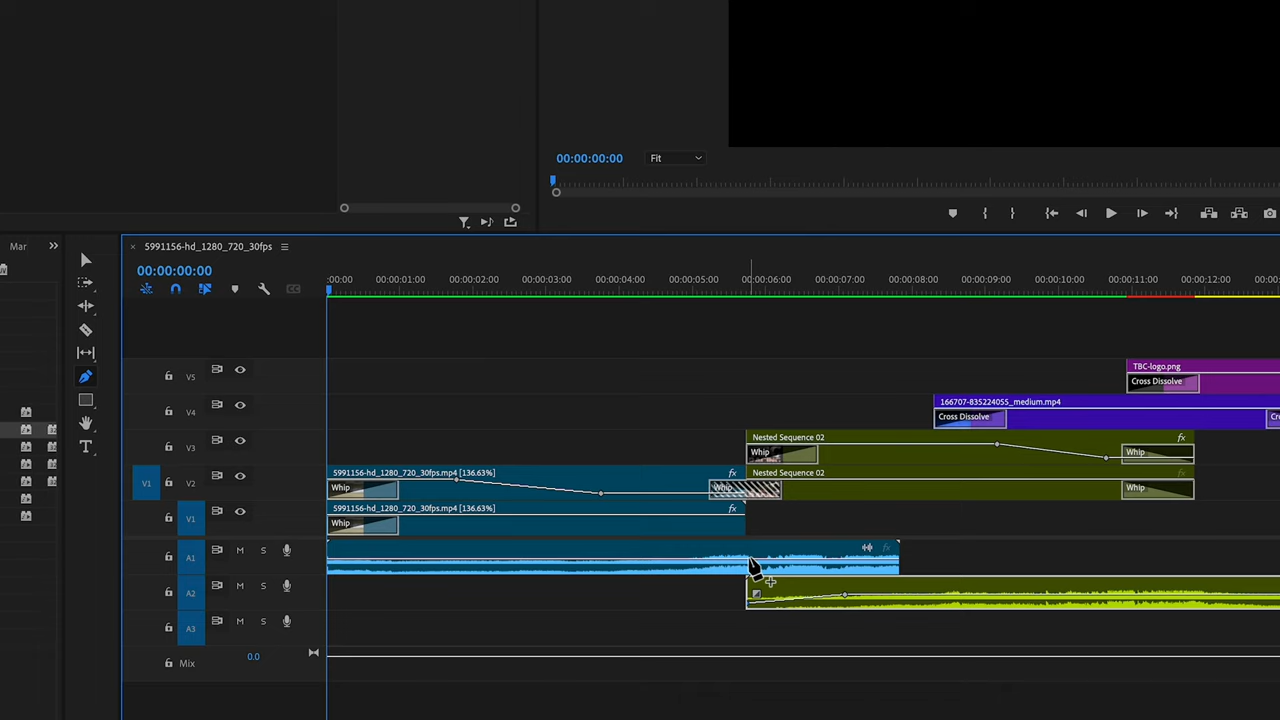 00:00:00:00
Fit
Mar
5991156-hd_1280_720_30fps
00:00:00:00
:00:00
00:00:01:00
00:00:02:00
00:00:03:00
00:00:04:00
00:00:05:00
00:00:06:00
00:00:07:00
00:00:08:00
00:00:09:00
00:00:10:00
00:00:11:00
00:00:12:00
V5
TBC-logo.png
Cross Dissolve
V4
166707-835224055_medium.mp4
Cross Dissolve
Cr
V3
Nested Sequence 02
fx
Whip
Whip
V1
V2
5991156-hd_1280_720_30fps.mp4 [136.63%]
fx
Nested Sequence 02
fx
Whip
Whip
Whip
V1
5991156-hd_1280_720_30fps.mp4 [136.63%]
fx
Whip
A1
M
S
fx
A2
M
S
A3
M
S
Mix
0.0